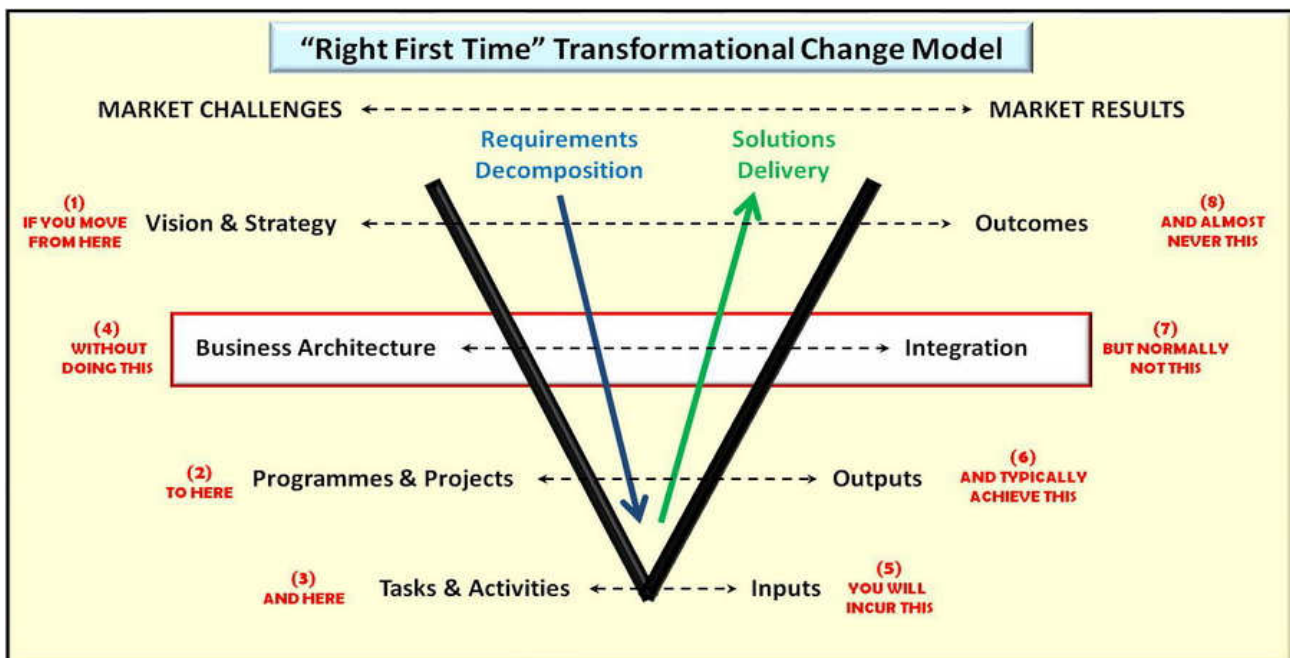 “Right First Time” Transformational Change Model
MARKET CHALLENGES
MARKET RESULTS
Requirements
Decomposition
Solutions
Delivery
(1)
IF YOU MOVE
FROM HERE
Vision & Strategy
Outcomes
(8)
AND ALMOST
NEVER THIS
(4)
WITHOUT
DOING THIS
Business Architecture
Integration
(7)
BUT NORMALLY
NOT THIS
(2)
TO HERE
Programmes & Projects
Outputs
(6)
AND TYPICALLY
ACHIEVE THIS
(3)
AND HERE
Tasks & Activities
Inputs
(5)
YOU WILL
INCUR THIS